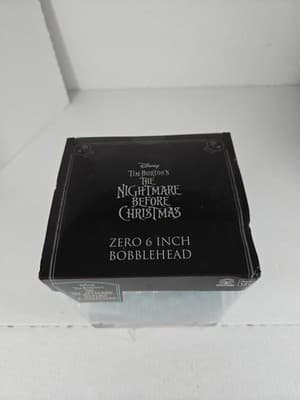 Disney
TIM BURTON'S
THE
NIGHTMARE
BEFORE
CHRISTMAS
ZERO 6 INCH
BOBBLEHEAD